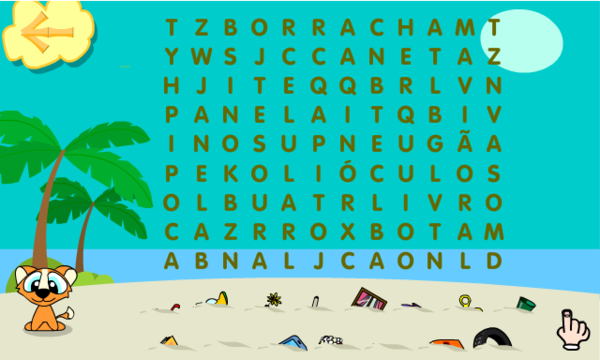 T Z B O R R A C H A M T
Y W S J C C A N E T A Z
H J I T E Q Q B R L V N
P A N E L A I T Q B I V
I N O S U P N E U G Ã A
P E K O L I Ó C U L O S
O L B U A T R L I V R O
C A Z R R O X B O T A M
A B N A L J C A O N L D